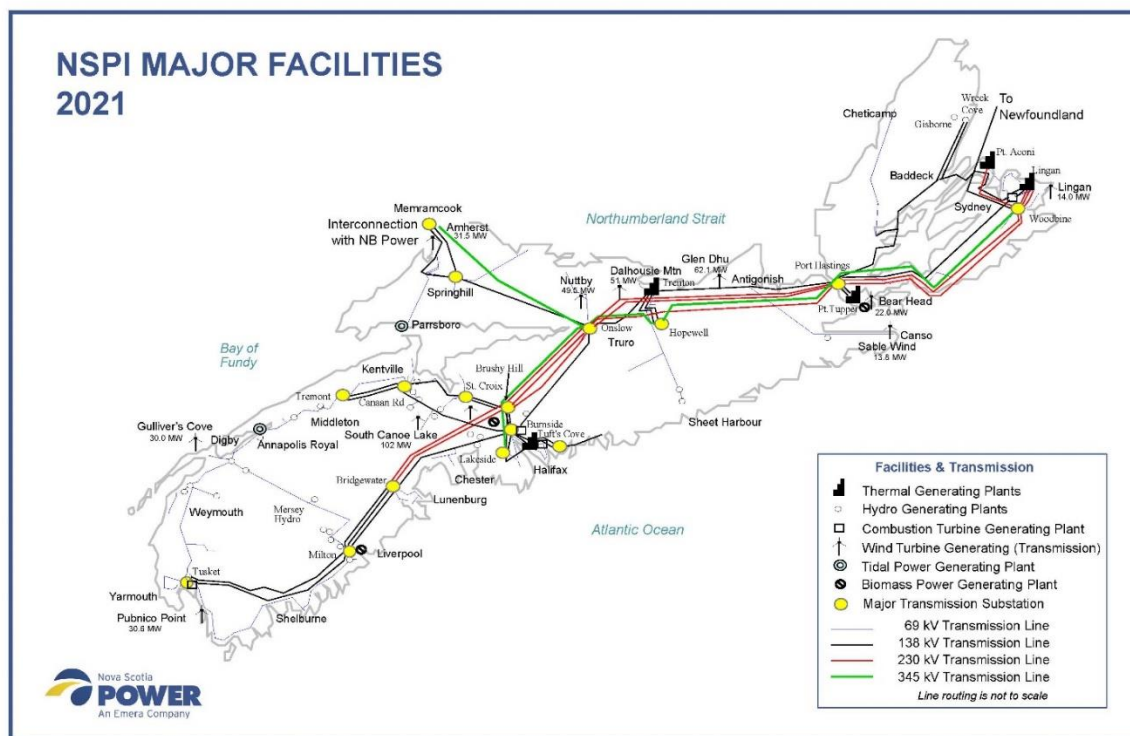 NSPI MAJOR FACILITIES
2021
To
Newfoundland
Wreck
Cove
Cheticamp
Gisborne
Pt. Aconi
Lingan
Baddeck
Lingan
14.0 MW
Sydney
Woodbine
Memramcook
Interconnection
with NB Power
Amherst
31.5 MW
Northumberland Strait
Springhill
Nuttby
49.5 MW
Dalhousie Mtn
51 MW
Trenton
Glen Dhu
62.1 MW
Antigonish
Port Hastings
Pt. Tupper
Bear Head
22.0 MW
Canso
Sable Wind
13.8 MW
Parrsboro
Onslow
Truro
Hopewell
Bay of
Fundy
Kentville
Brushy Hill
St. Croix
Tremont
Canaan Rd
Middleton
Sheet Harbour
Gulliver's Cove
30.0 MW
Digby
Annapolis Royal
South Canoe Lake
102 MW
Burnside
Tuft's Cove
Lakeside
Halifax
Chester
Bridgewater
Lunenburg
Weymouth
Mersey
Hydro
Atlantic Ocean
Milton
Liverpool
Tusket
Yarmouth
Pubnico Point
30.6 MW
Shelburne
Facilities & Transmission
Thermal Generating Plants
Hydro Generating Plants
Combustion Turbine Generating Plant
Wind Turbine Generating (Transmission)
Tidal Power Generating Plant
Biomass Power Generating Plant
Major Transmission Substation
69 kV Transmission Line
138 kV Transmission Line
230 kV Transmission Line
345 kV Transmission Line
Line routing is not to scale
Nova Scotia
POWER
An Emera Company